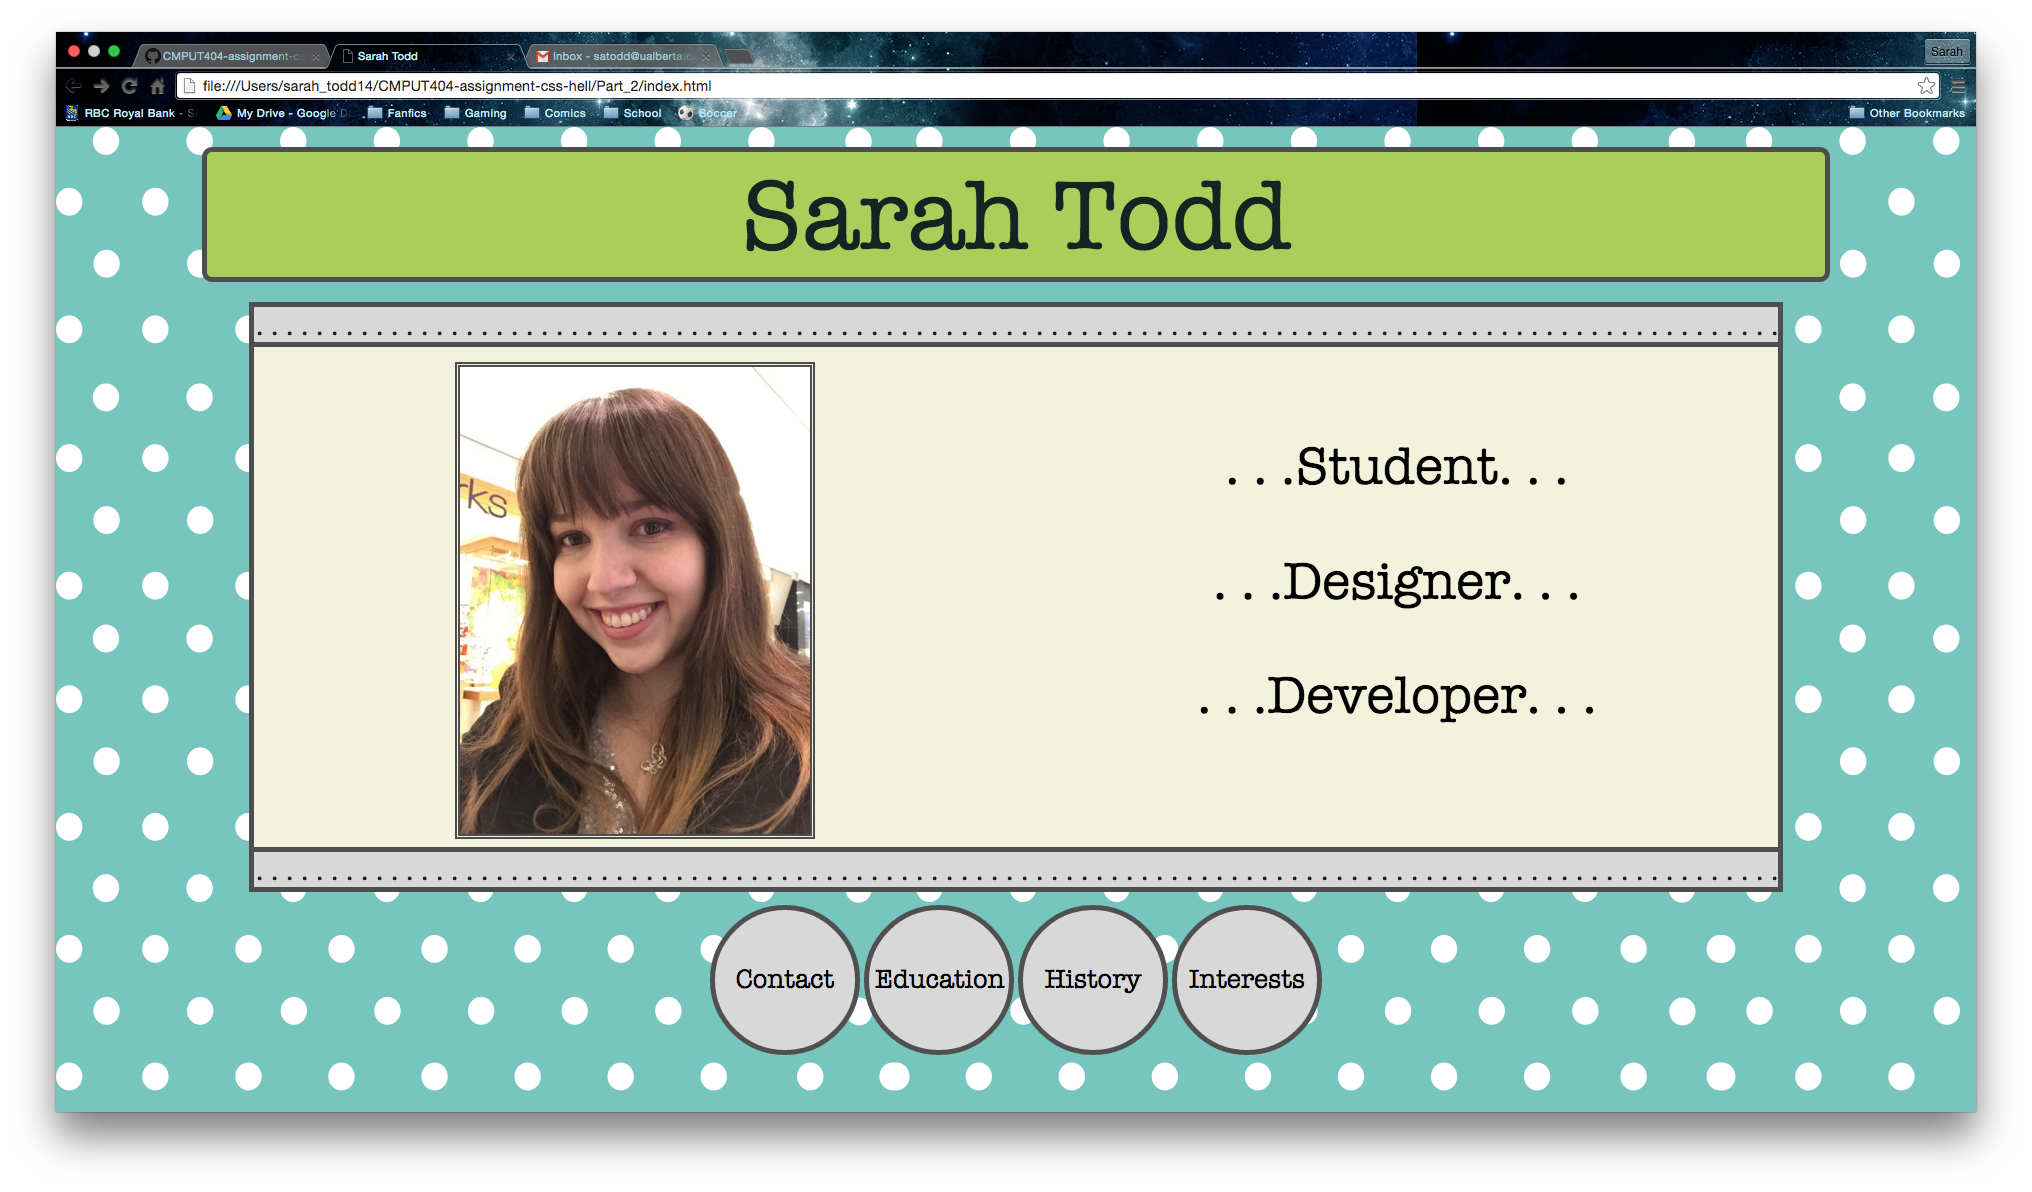 CMPUT404-assignment-cs
Sarah Todd
Inbox - satodd@ualberta.c
Sarah
file:///Users/sarah_todd14/CMPUT404-assignment-css-hell/Part_2/index.html
RBC Royal Bank - S
My Drive - Google D
Fanfics
Gaming
Comics
School
Soccer
Other Bookmarks
Sarah Todd
rks
. . .Student. . .
. . .Designer. . .
. . .Developer. . .
Contact
Education
History
Interests